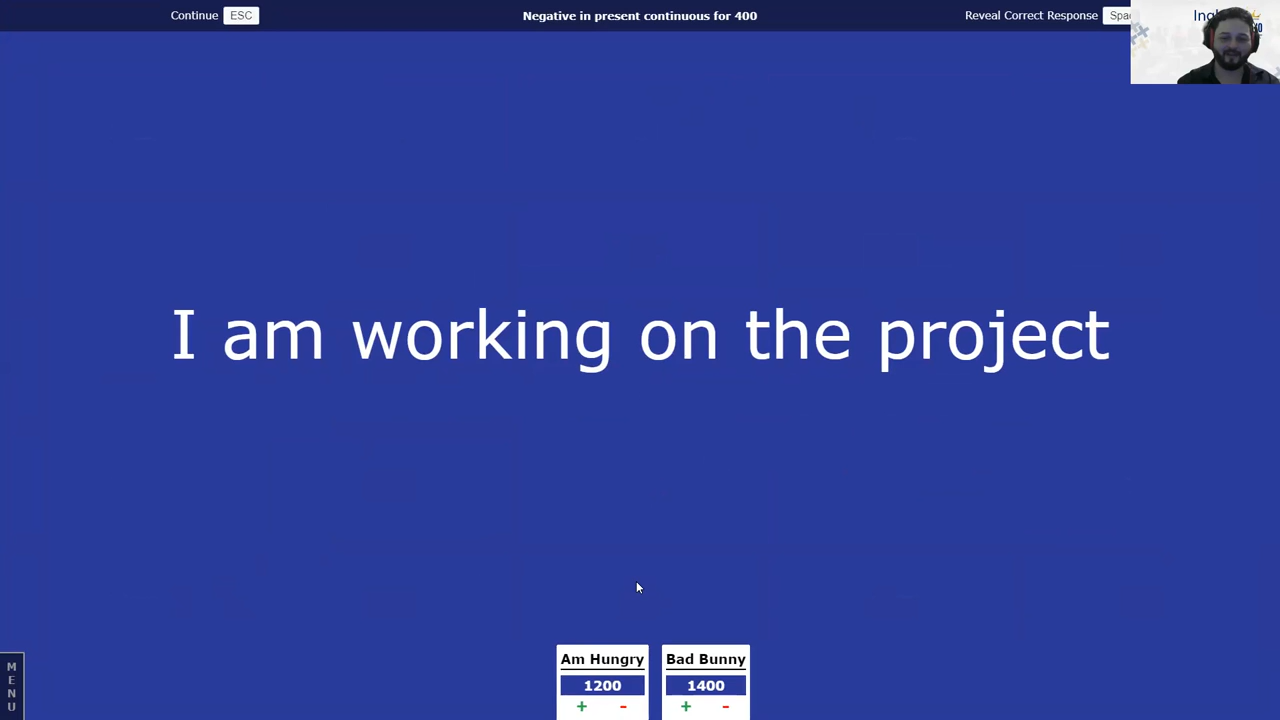 Continue ESC
Negative in present continuous for 400
Reveal Correct Response
I am working on the project
Am Hungry
1200
+ -
Bad Bunny
1400
+ -
MENU